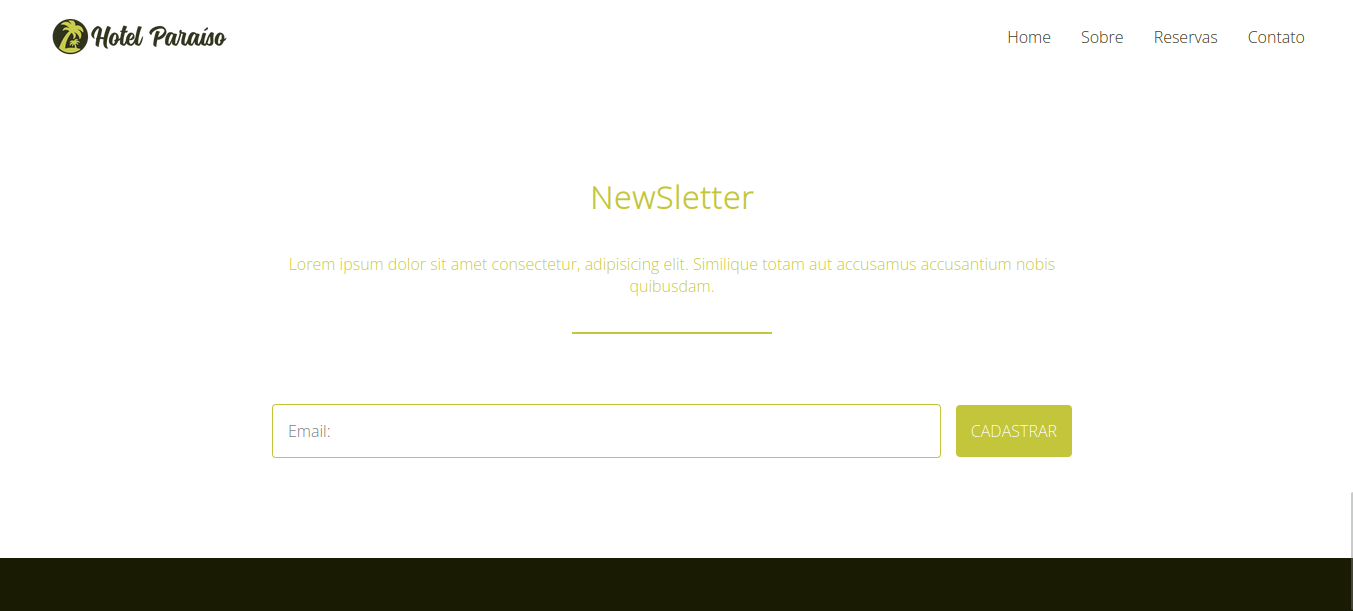 Hotel Paraíso
Home Sobre Reservas Contato
NewSletter
Lorem ipsum dolor sit amet consectetur, adipisicing elit. Similique totam aut accusamus accusantium nobis
quibusdam.
Email:
CADASTRAR